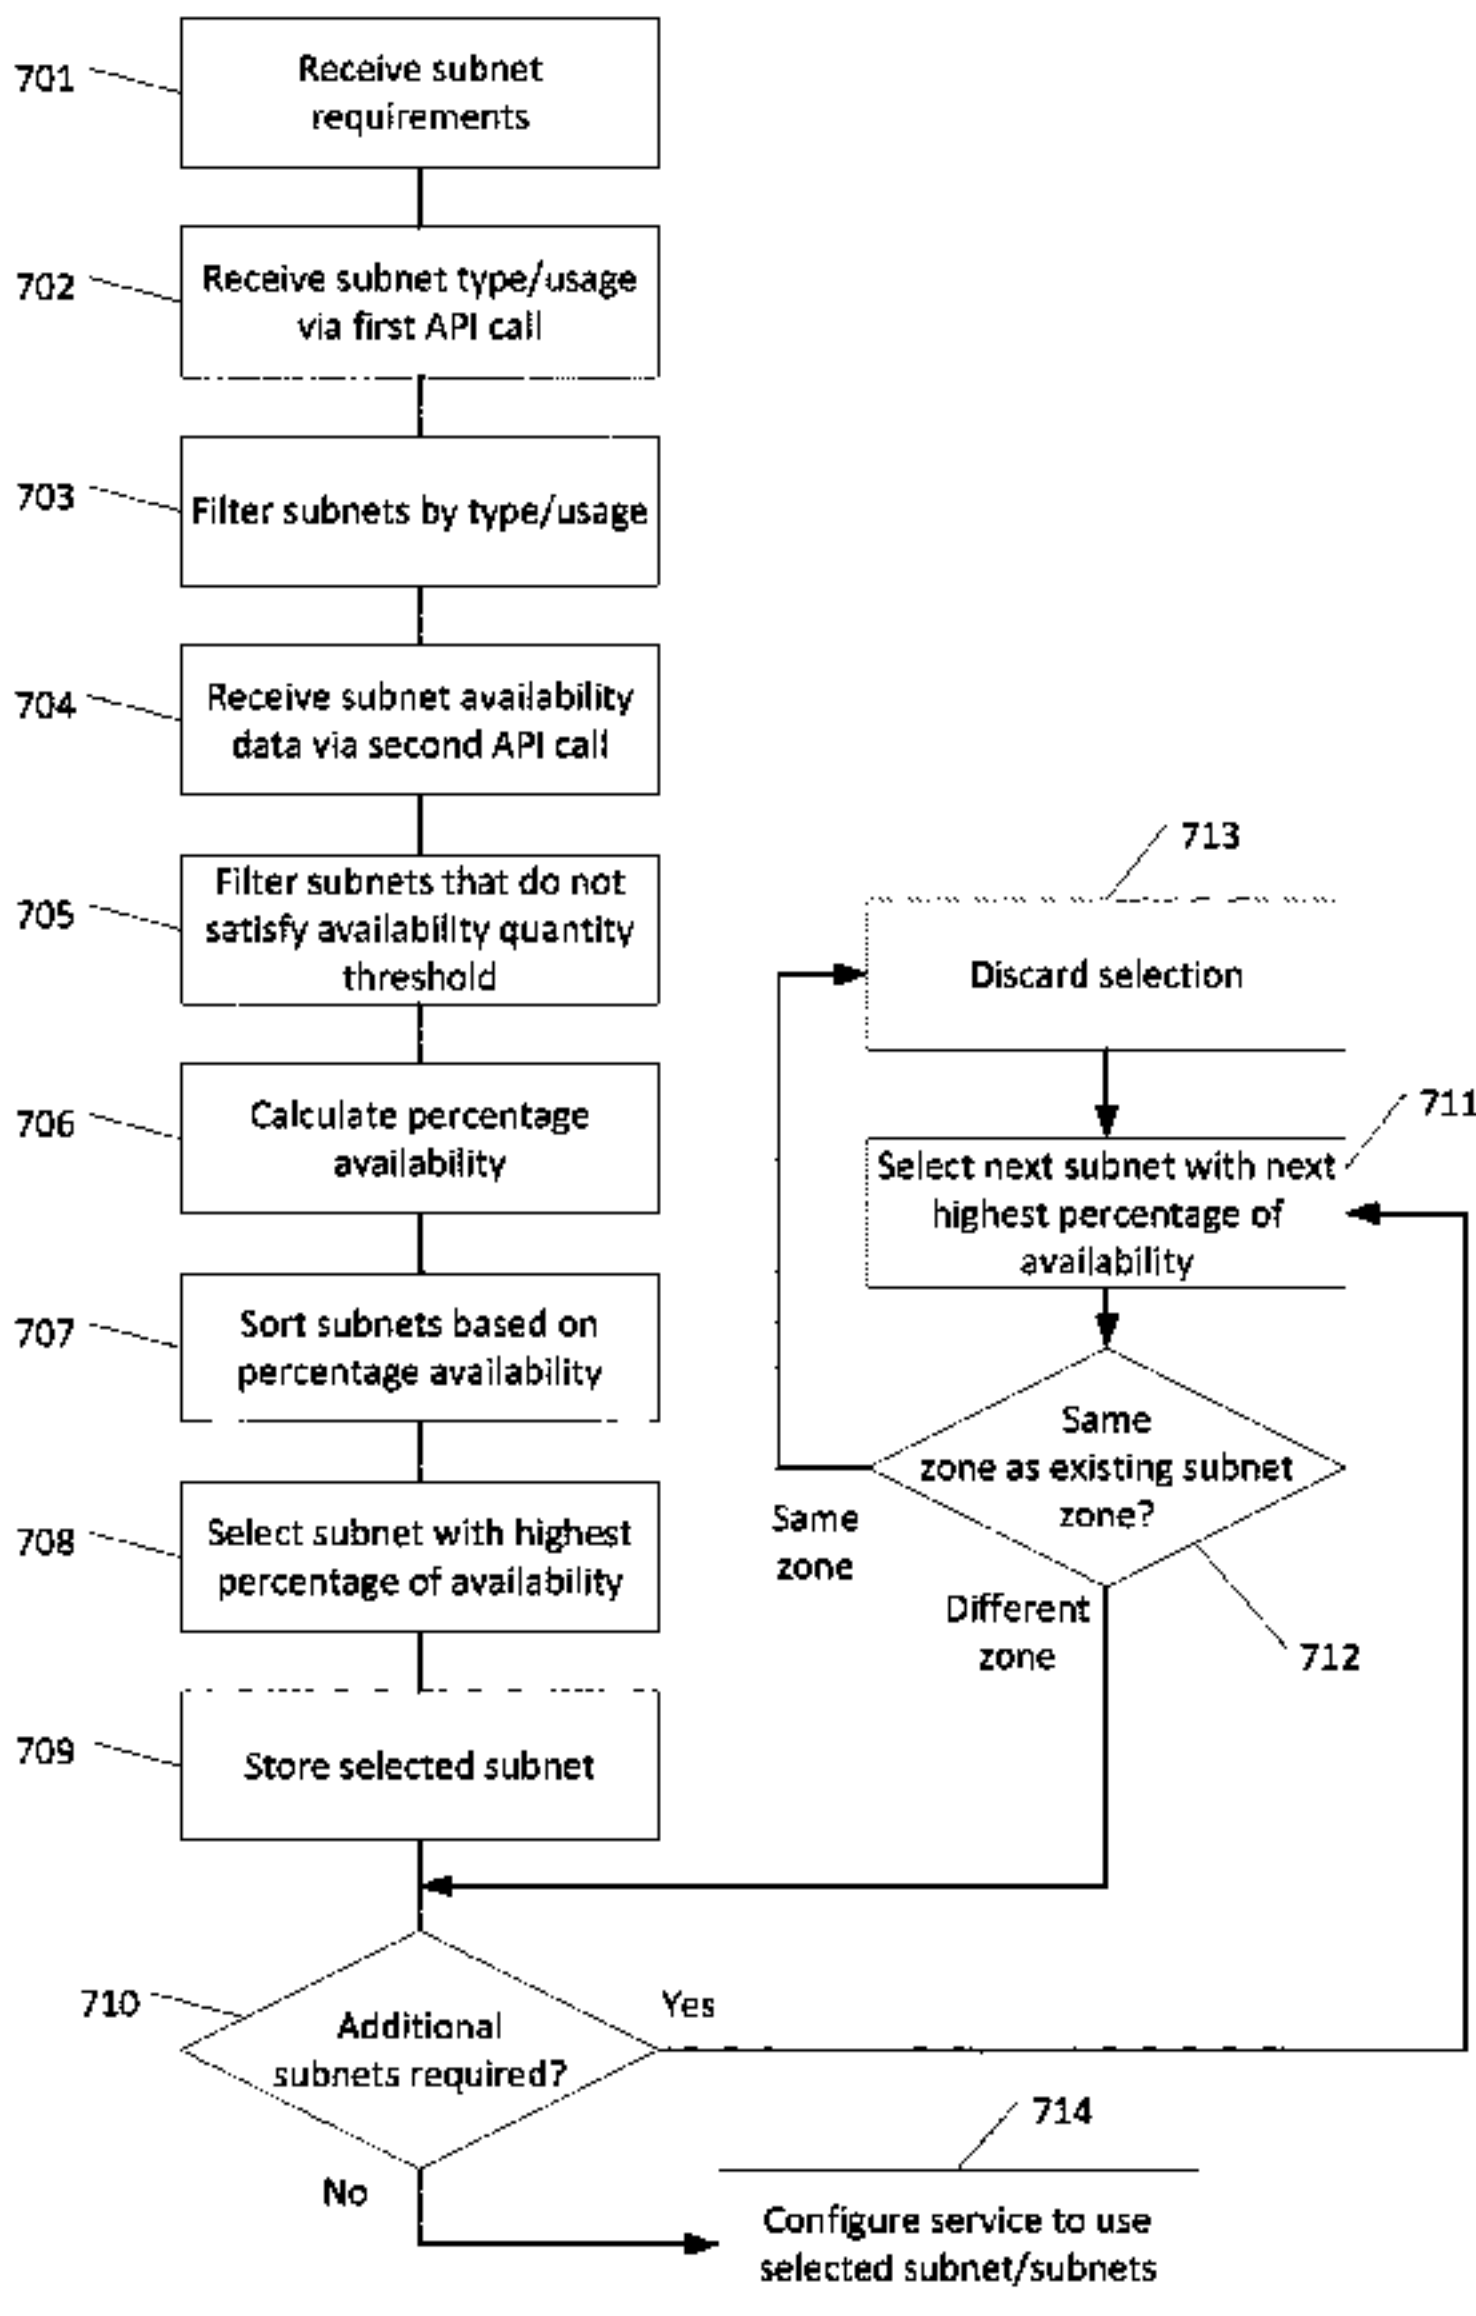 701
Receive subnet
requirements
702
Receive subnet type/usage
via first API call
703
Filter subnets by type/usage
704
Receive subnet availability
data via second API call
705
Filter subnets that do not
satisfy availability quantity
threshold
706
Calculate percentage
availability
707
Sort subnets based on
percentage availability
708
Select subnet with highest
percentage of availability
709
Store selected subnet
710
Additional
subnets required?
Yes
No
713
Discard selection
711
Select next subnet with next
highest percentage of
availability
Same
zone as existing subnet
zone?
Same
zone
Different
zone
712
714
Configure service to use
selected subnet/subnets